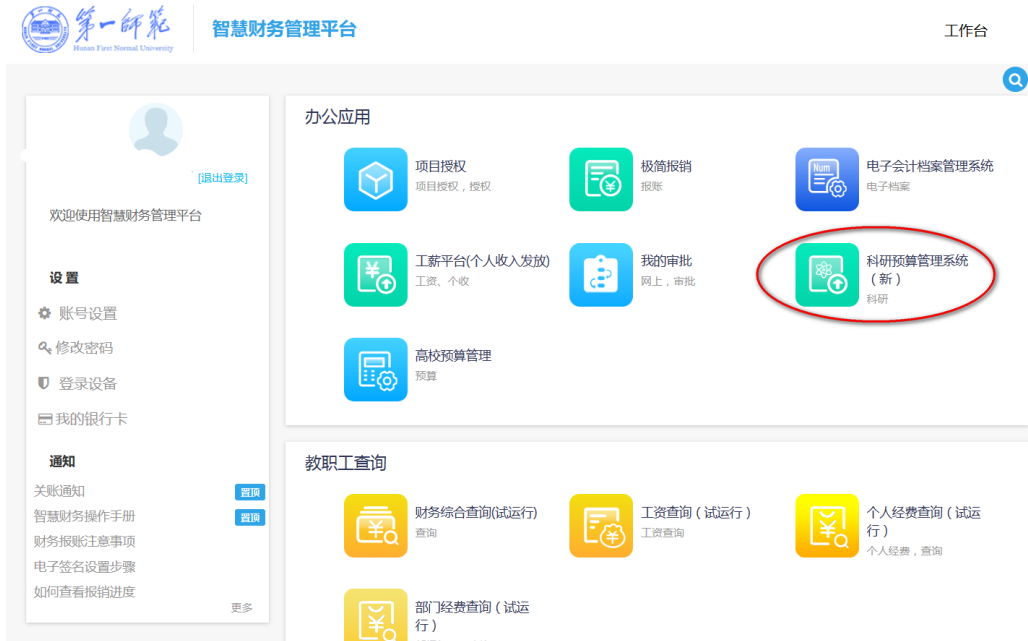 第一師範
Hunan First Normal University
智慧财务管理平台
工作台
[退出登录]
欢迎使用智慧财务管理平台
设 置
账号设置
修改密码
登录设备
我的银行卡
通知
关账通知
置顶
智慧财务操作手册
置顶
财务报账注意事项
电子签名设置步骤
如何查看报销进度
更多
办公应用
项目授权
项目授权，授权
极简报销
报账
Num
电子会计档案管理系统
电子档案
工薪平台(个人收入发放)
工资、个收
我的审批
网上，审批
科研预算管理系统
（新）
科研
高校预算管理
预算
教职工查询
财务综合查询(试运行)
查询
工资查询（试运行）
工资查询
个人经费查询（试运
行）
个人经费，查询
部门经费查询（试运
行）